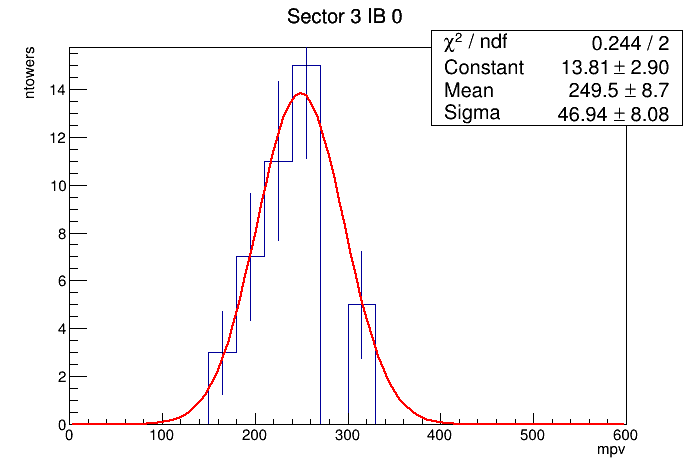 Sector 3 IB 0
χ² / ndf 0.244 / 2
Constant 13.81 ± 2.90
Mean 249.5 ± 8.7
Sigma 46.94 ± 8.08
ntowers
14
12
10
8
6
4
2
0
0 100 200 300 400 500 600
mpv